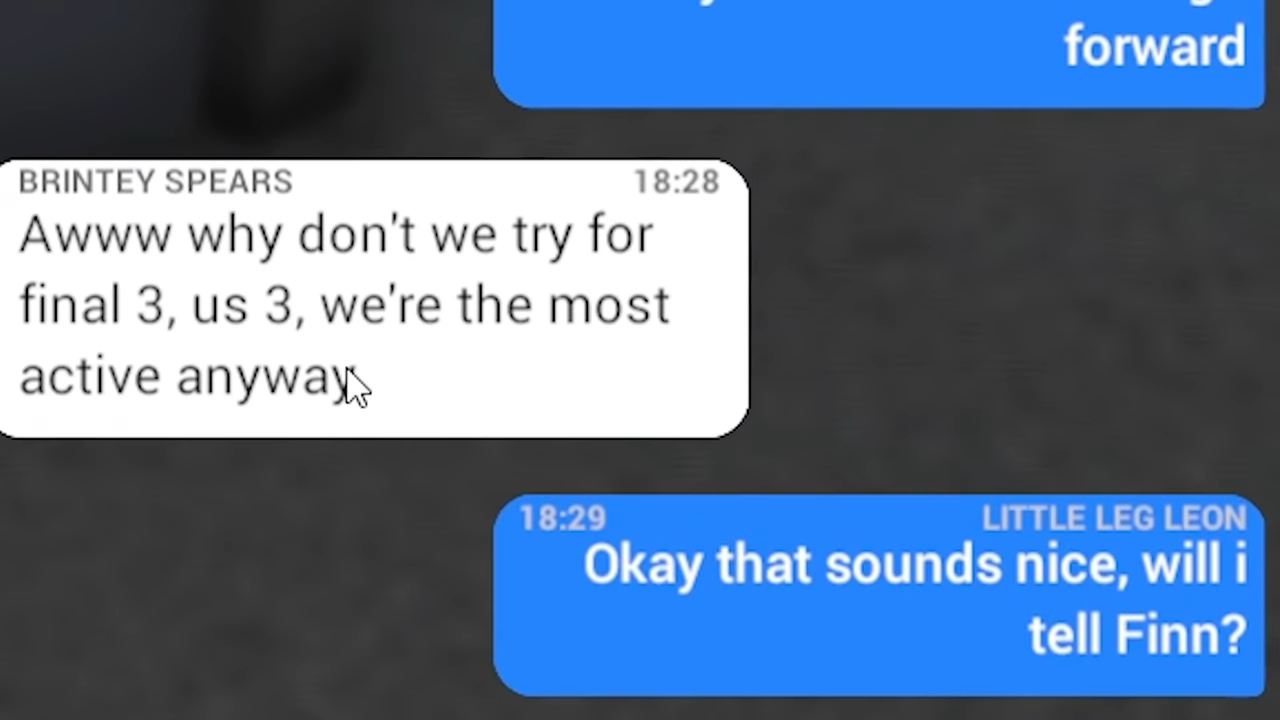 forward
BRINTEY SPEARS 18:28
Awww why don't we try for
final 3, us 3, we're the most
active anyway
18:29 LITTLE LEG LEON
Okay that sounds nice, will i
tell Finn?